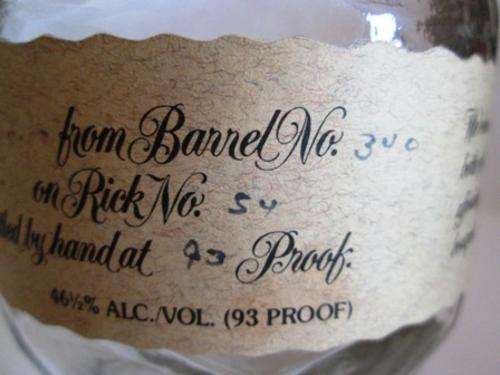 from Barrel No. 340
on Rick No. 54
by hand at 93 Proof.
46½% ALC./VOL. (93 PROOF)